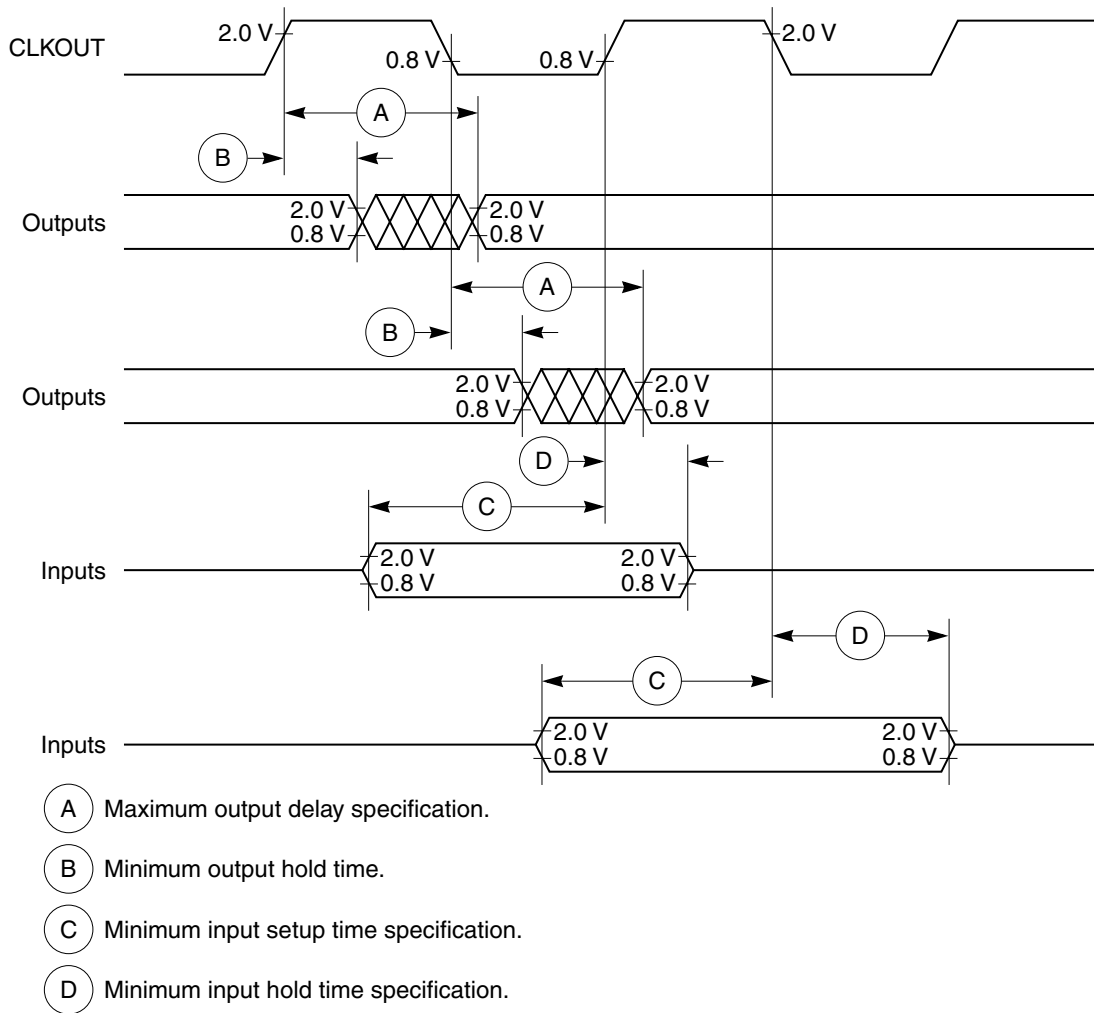 CLKOUT
2.0 V
0.8 V
0.8 V
2.0 V
A
B
Outputs
2.0 V
0.8 V
2.0 V
0.8 V
A
B
Outputs
2.0 V
0.8 V
2.0 V
0.8 V
D
C
Inputs
2.0 V
0.8 V
2.0 V
0.8 V
D
C
Inputs
2.0 V
0.8 V
2.0 V
0.8 V
A Maximum output delay specification.
B Minimum output hold time.
C Minimum input setup time specification.
D Minimum input hold time specification.